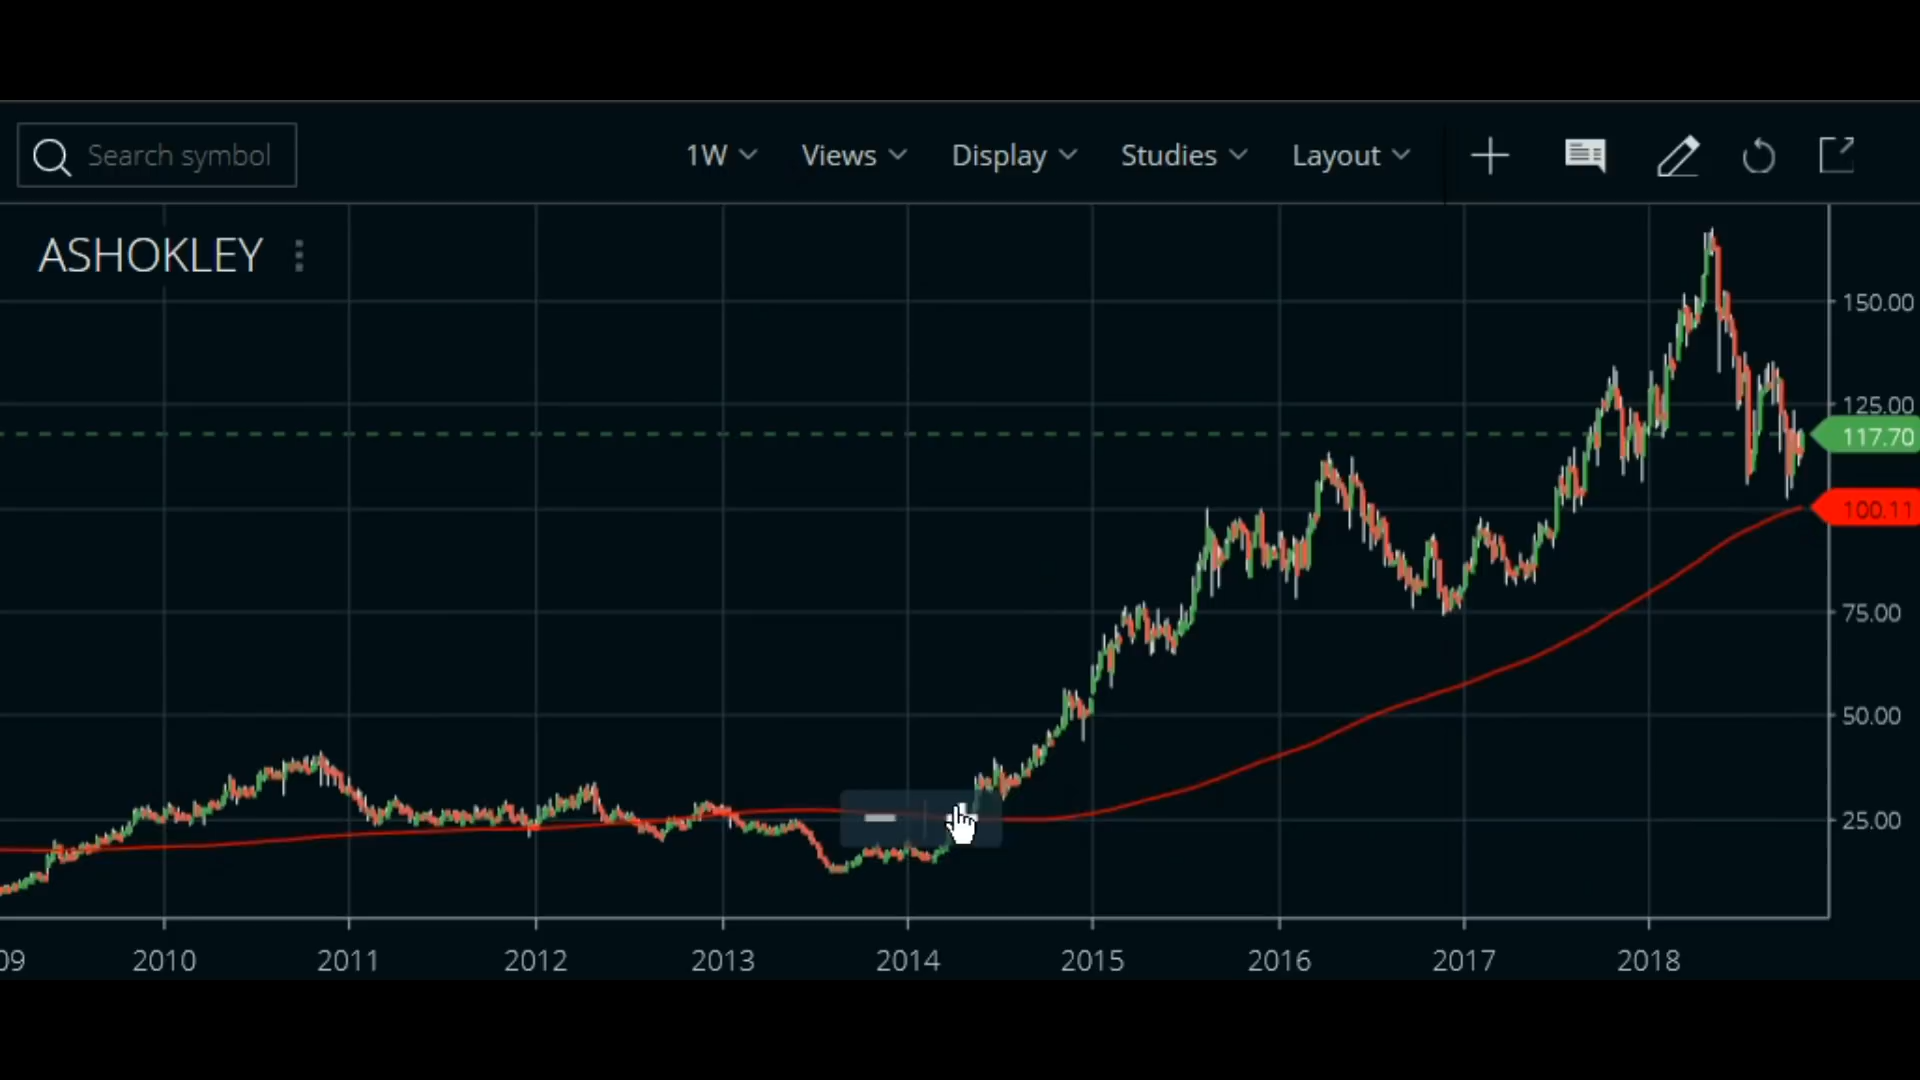 Search symbol
1W Views Display Studies Layout
ASHOKLEY
150.00
125.00
117.70
100.11
75.00
50.00
25.00
09 2010 2011 2012 2013 2014 2015 2016 2017 2018